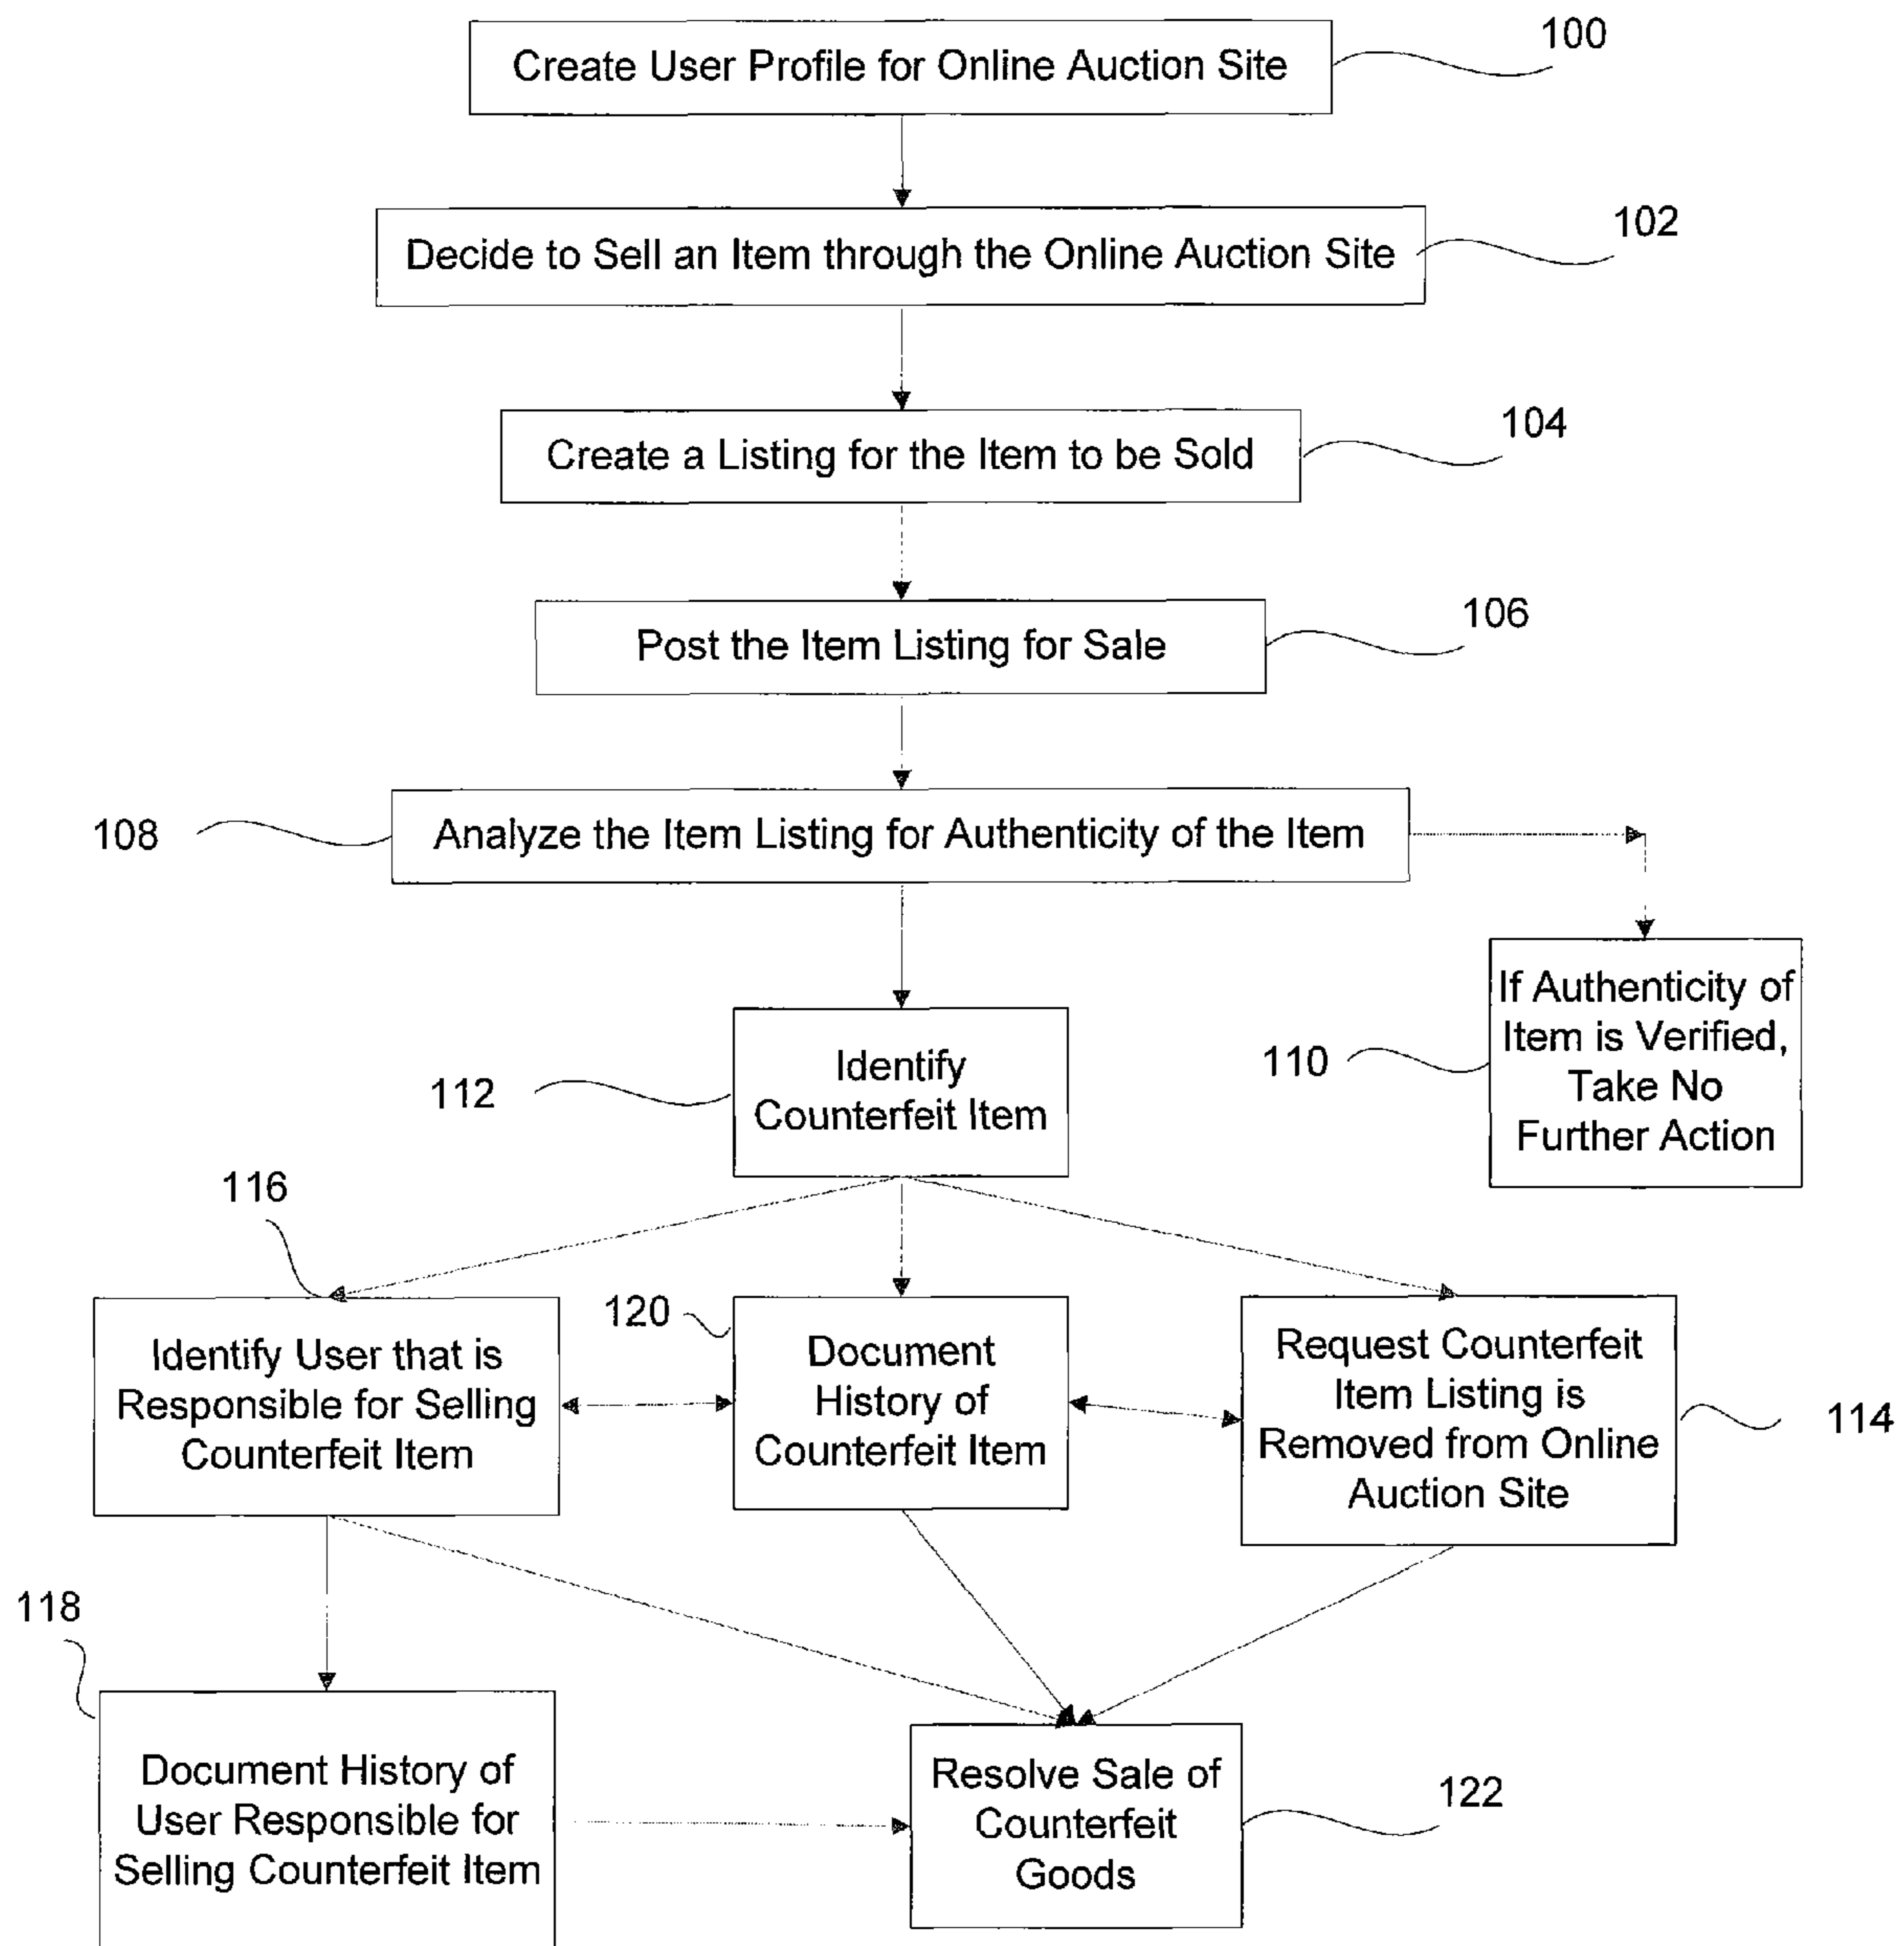 100
Create User Profile for Online Auction Site
102
Decide to Sell an Item through the Online Auction Site
104
Create a Listing for the Item to be Sold
106
Post the Item Listing for Sale
108
Analyze the Item Listing for Authenticity of the Item
If Authenticity of
Item is Verified,
Take No
Further Action
110
112
Identify
Counterfeit Item
116
Identify User that is
Responsible for Selling
Counterfeit Item
120
Document
History of
Counterfeit Item
Request Counterfeit
Item Listing is
Removed from Online
Auction Site
114
118
Document History of
User Responsible for
Selling Counterfeit Item
Resolve Sale of
Counterfeit
Goods
122